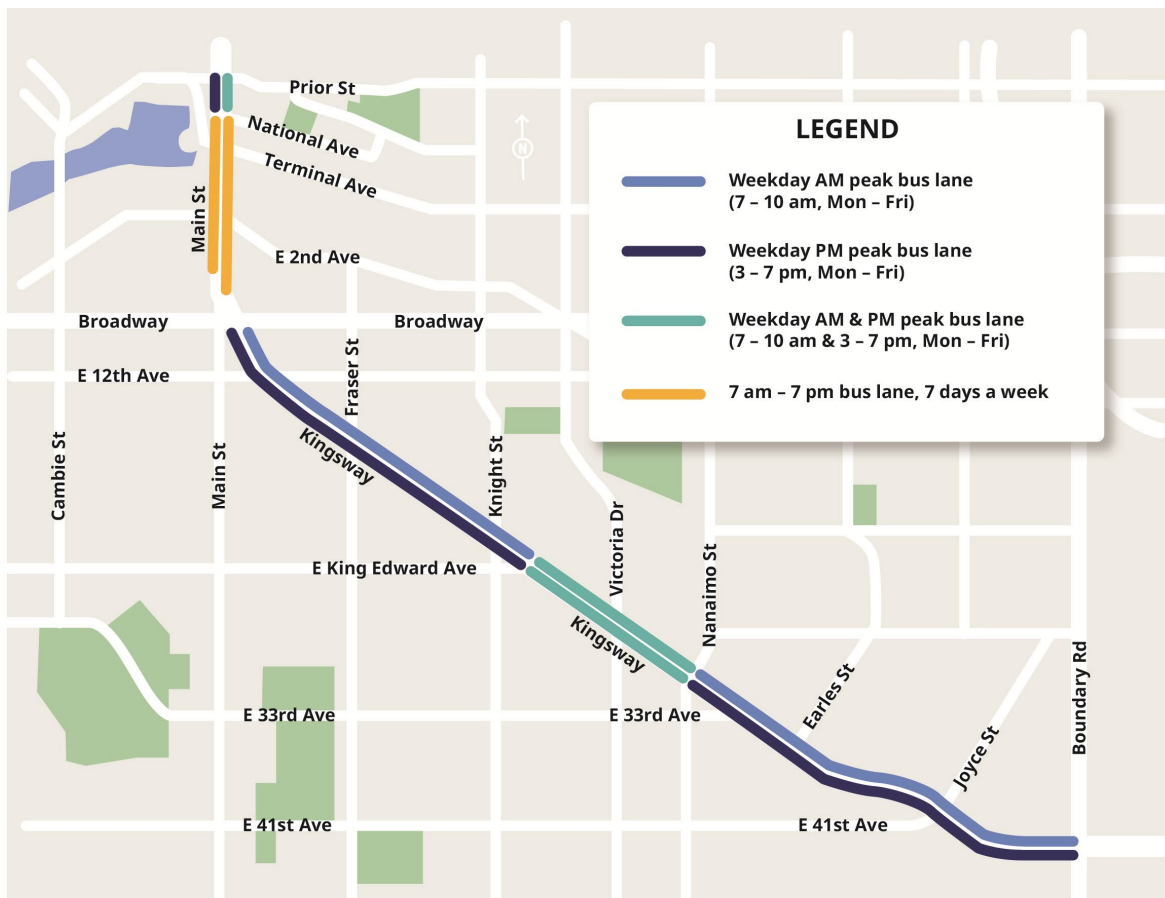 Prior St
National Ave
Terminal Ave
Main St
E 2nd Ave
N
LEGEND
Weekday AM peak bus lane
(7 – 10 am, Mon – Fri)
Weekday PM peak bus lane
(3 – 7 pm, Mon – Fri)
Weekday AM & PM peak bus lane
(7 – 10 am & 3 – 7 pm, Mon – Fri)
7 am – 7 pm bus lane, 7 days a week
Broadway
Broadway
E 12th Ave
Fraser St
Cambie St
Main St
Kingsway
Knight St
Victoria Dr
Nanaimo St
E King Edward Ave
Kingsway
Earles St
Boundary Rd
E 33rd Ave
E 33rd Ave
Joyce St
E 41st Ave
E 41st Ave